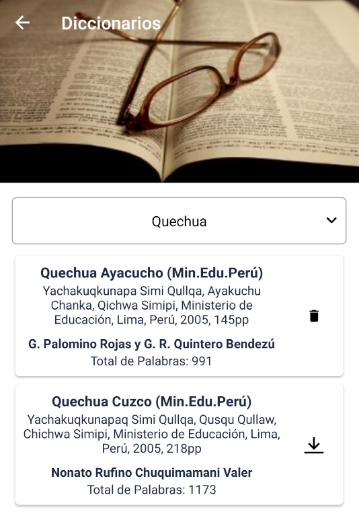 Diccionarios
Quechua
Quechua Ayacucho (Min.Edu.Perú)
Yachakuqkunapa Simi Qullqa, Ayakuchu
Chanka, Qichwa Simipi, Ministerio de
Educación, Lima, Perú, 2005, 145pp
G. Palomino Rojas y G. R. Quintero Bendezú
Total de Palabras: 991
Quechua Cuzco (Min.Edu.Perú)
Yachakuqkunapaq Simi Qullqa, Qusqu Qullaw,
Chichwa Simipi, Ministerio de Educación, Lima,
Perú, 2005, 218pp
Nonato Rufino Chuquimamani Valer
Total de Palabras: 1173